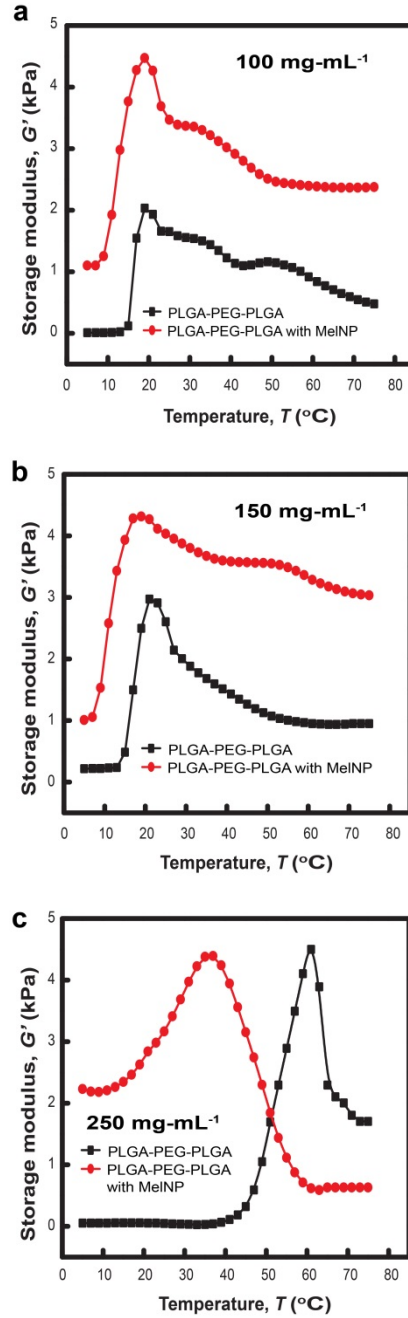 a
5
4
3
2
1
0
100 mg-mL⁻¹
PLGA-PEG-PLGA
PLGA-PEG-PLGA with MelNP
Storage modulus, G' (kPa)
0 10 20 30 40 50 60 70 80
Temperature, T (°C)
b
5
4
3
2
1
0
150 mg-mL⁻¹
PLGA-PEG-PLGA
PLGA-PEG-PLGA with MelNP
Storage modulus, G' (kPa)
0 10 20 30 40 50 60 70 80
Temperature, T (°C)
c
5
4
3
2
1
0
250 mg-mL⁻¹
PLGA-PEG-PLGA
PLGA-PEG-PLGA
with MelNP
Storage modulus, G' (kPa)
0 10 20 30 40 50 60 70 80
Temperature, T (°C)